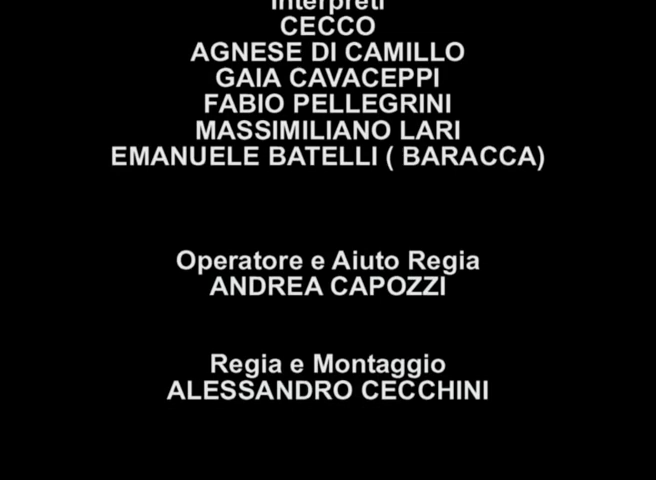 Interpreti
CECCO
AGNESE DI CAMILLO
GAIA CAVACEPPI
FABIO PELLEGRINI
MASSIMILIANO LARI
EMANUELE BATELLI ( BARACCA)
Operatore e Aiuto Regia
ANDREA CAPOZZI
Regia e Montaggio
ALESSANDRO CECCHINI